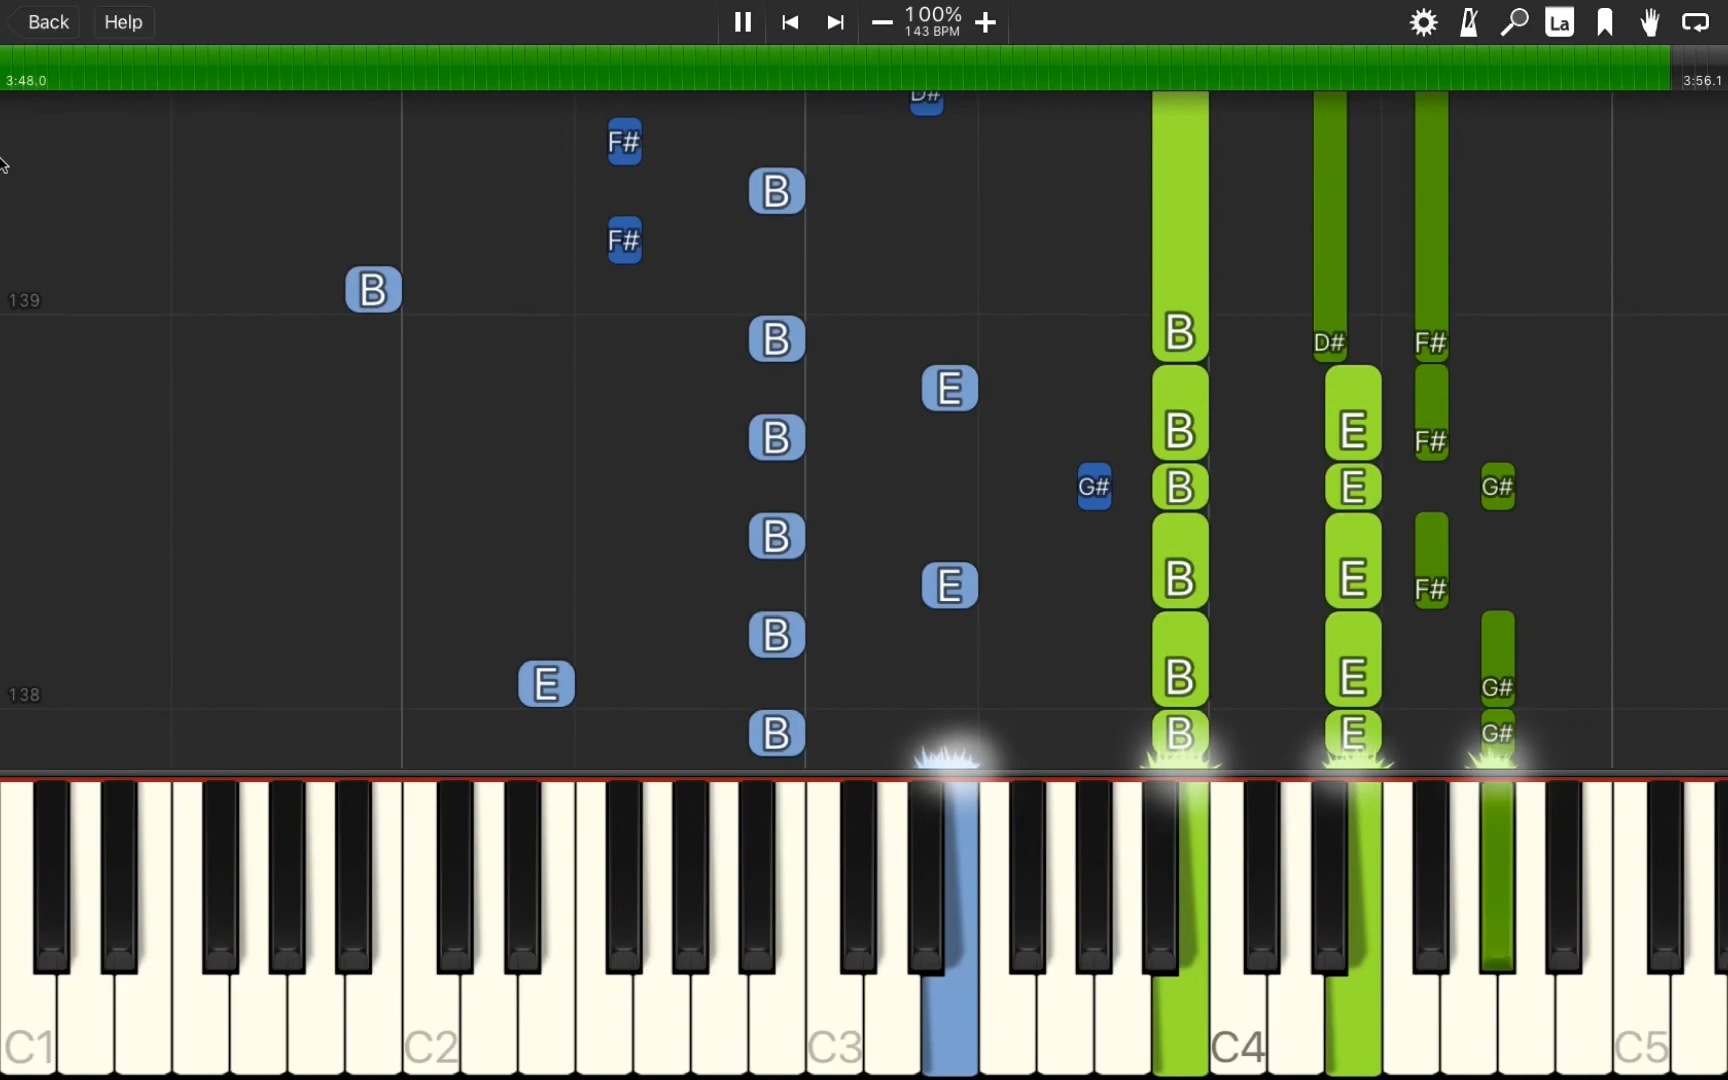 Back Help 100% La
143 BPM
3:48.0 3:56.1
D#
F#
B
F#
B
139
B B D# F#
E
B B E F#
G# B E G#
B
E B E F#
B
E B E G#
138
B B E G#
C1 C2 C3 C4 C5